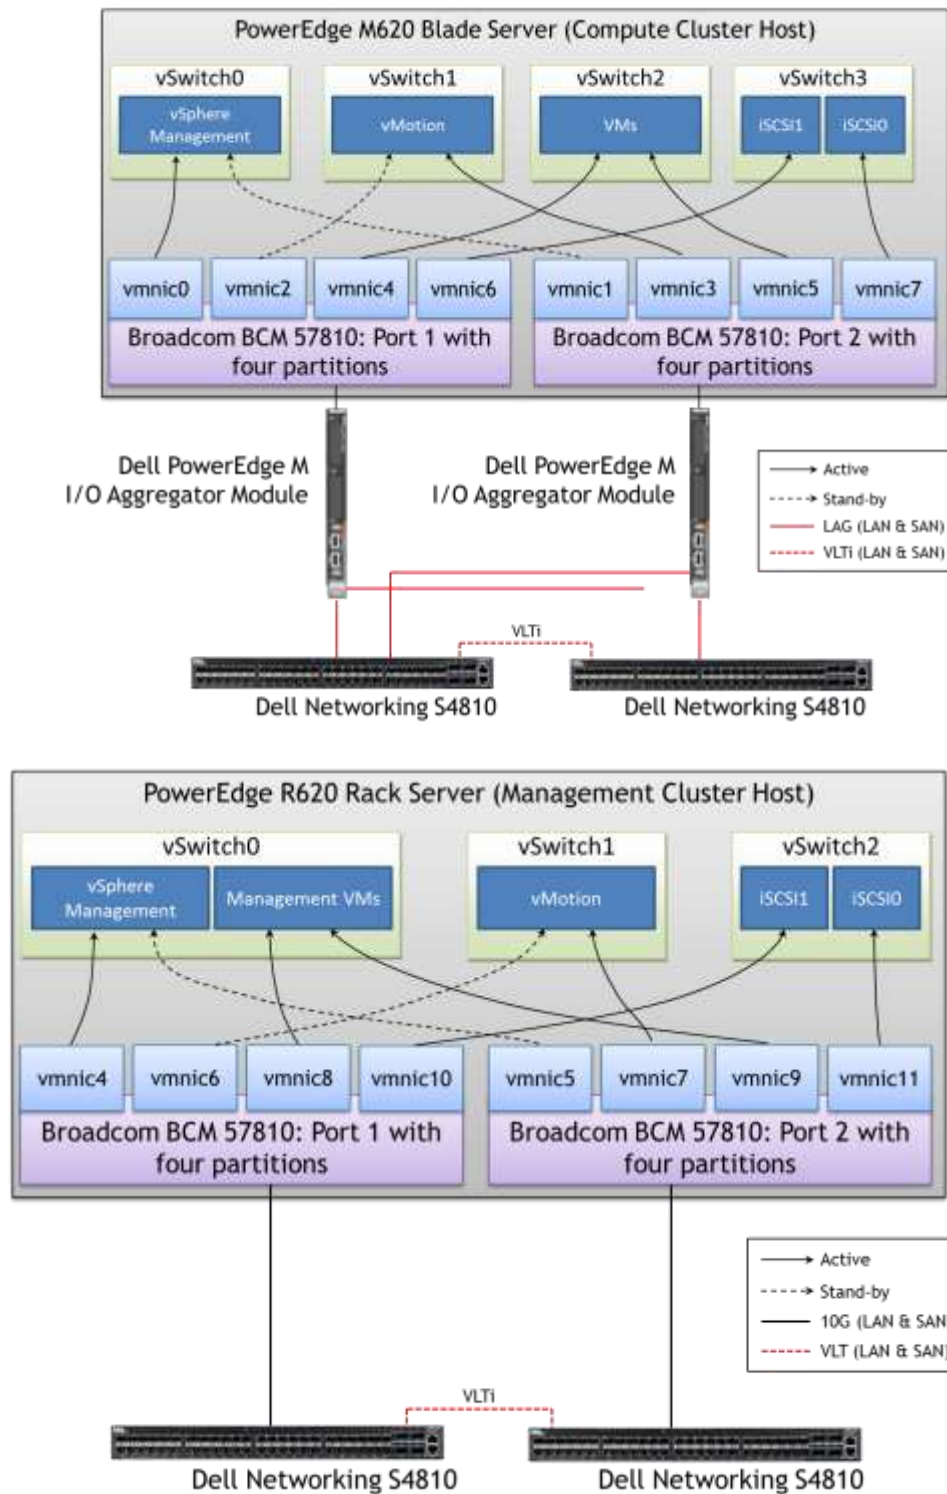 PowerEdge M620 Blade Server (Compute Cluster Host)
vSwitch0
vSwitch1
vSwitch2
vSwitch3
vSphere
Management
vMotion
VMs
iSCSI1
iSCSI0
vmnic0
vmnic2
vmnic4
vmnic6
vmnic1
vmnic3
vmnic5
vmnic7
Broadcom BCM 57810: Port 1 with
four partitions
Broadcom BCM 57810: Port 2 with
four partitions
Dell PowerEdge M
I/O Aggregator Module
Dell PowerEdge M
I/O Aggregator Module
Active
Stand-by
LAG (LAN & SAN)
VLTi (LAN & SAN)
VLTi
Dell Networking S4810
Dell Networking S4810
PowerEdge R620 Rack Server (Management Cluster Host)
vSwitch0
vSwitch1
vSwitch2
vSphere
Management
Management VMs
vMotion
iSCSI1
iSCSI0
vmnic4
vmnic6
vmnic8
vmnic10
vmnic5
vmnic7
vmnic9
vmnic11
Broadcom BCM 57810: Port 1 with
four partitions
Broadcom BCM 57810: Port 2 with
four partitions
Active
Stand-by
10G (LAN & SAN
VLT (LAN & SAN)
VLTi
Dell Networking S4810
Dell Networking S4810